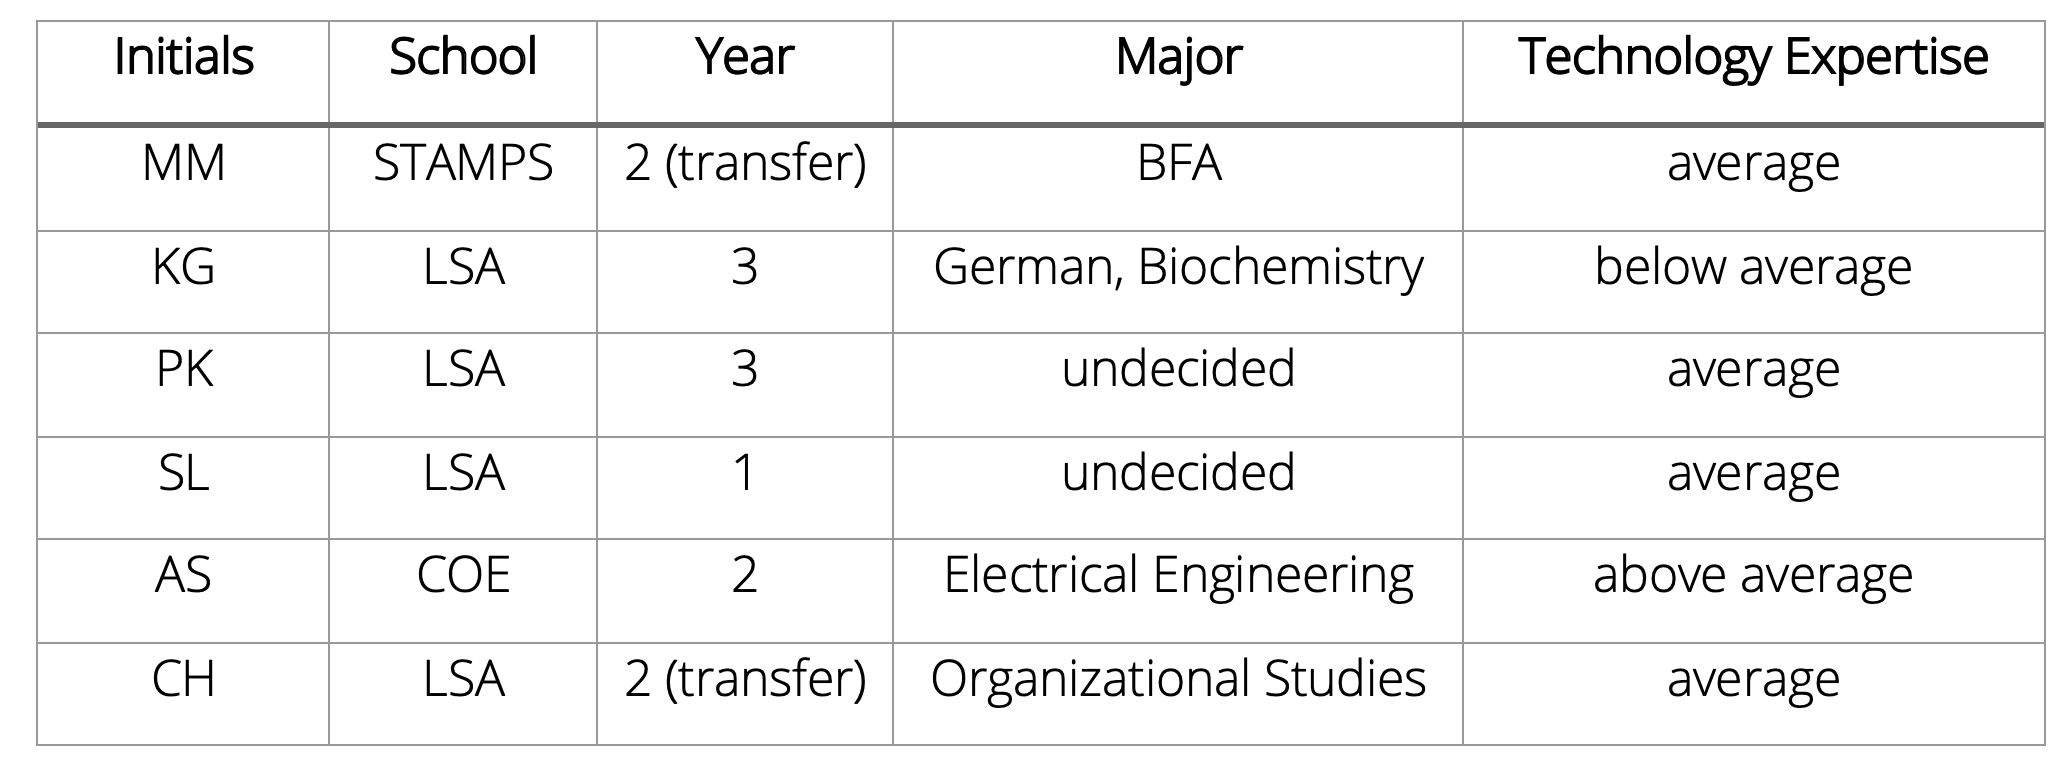 Initials School Year Major Technology Expertise
MM STAMPS 2 (transfer) BFA average
KG LSA 3 German, Biochemistry below average
PK LSA 3 undecided average
SL LSA 1 undecided average
AS COE 2 Electrical Engineering above average
CH LSA 2 (transfer) Organizational Studies average